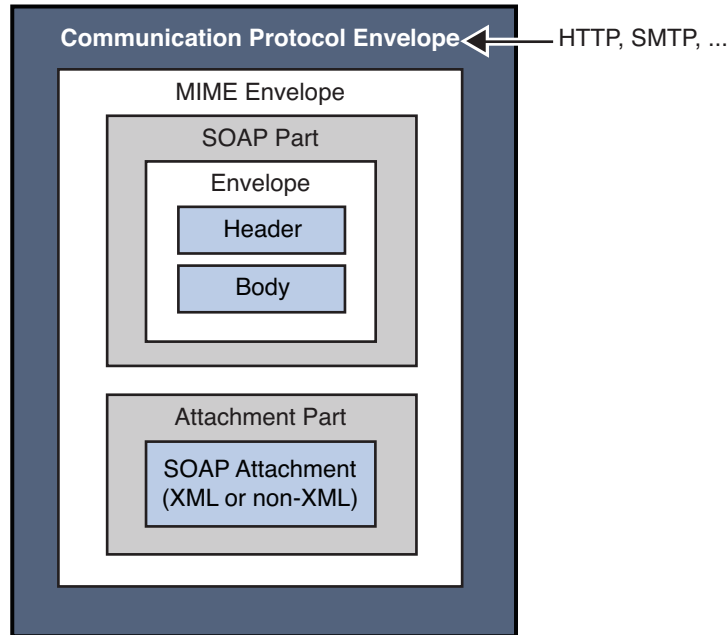 Communication Protocol Envelope
HTTP, SMTP, ...
MIME Envelope
SOAP Part
Envelope
Header
Body
Attachment Part
SOAP Attachment
(XML or non-XML)